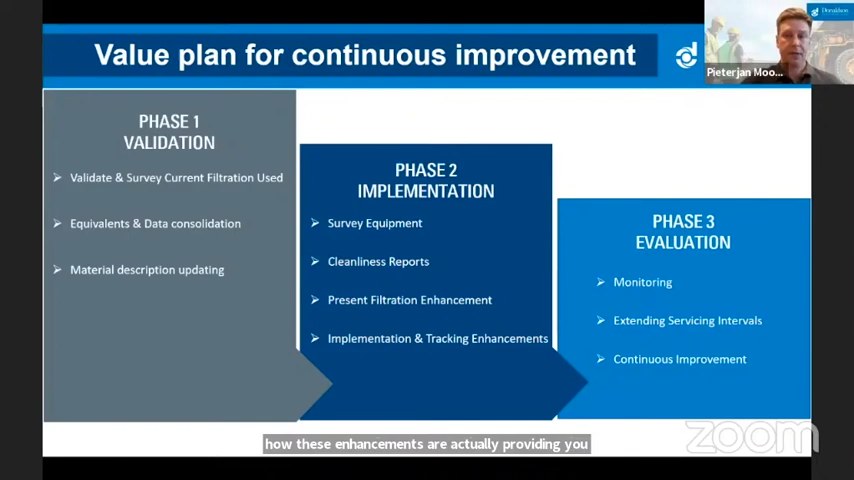 Value plan for continuous improvement
Donaldson
Pieterjan Moo...
PHASE 1
VALIDATION
➢ Validate & Survey Current Filtration Used
➢ Equivalents & Data consolidation
➢ Material description updating
PHASE 2
IMPLEMENTATION
➢ Survey Equipment
➢ Cleanliness Reports
➢ Present Filtration Enhancement
➢ Implementation & Tracking Enhancements
PHASE 3
EVALUATION
➢ Monitoring
➢ Extending Servicing Intervals
➢ Continuous Improvement
how these enhancements are actually providing you
zoom